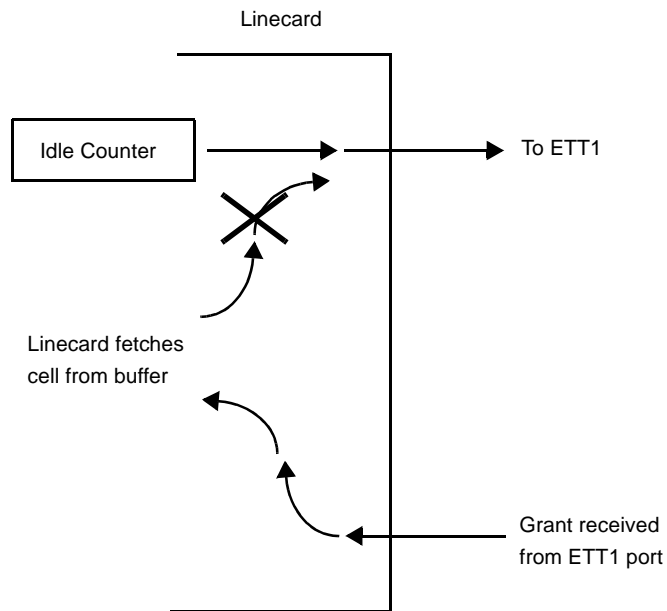 Linecard
Idle Counter
To ETT1
Linecard fetches
cell from buffer
Grant received
from ETT1 port